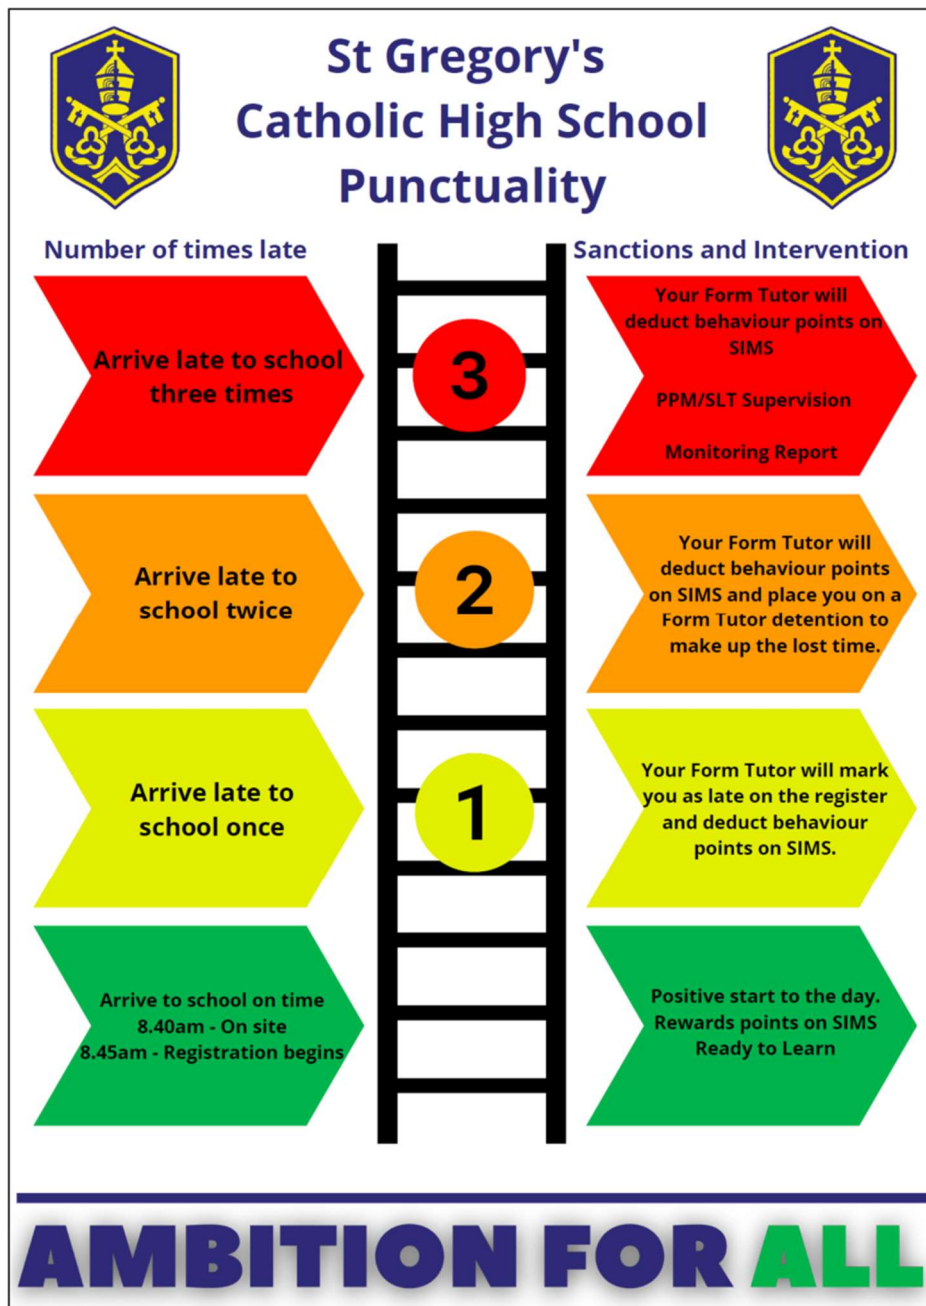 St Gregory's
Catholic High School
Punctuality
Number of times late
Sanctions and Intervention
Arrive late to school
three times
3
Your Form Tutor will
deduct behaviour points on
SIMS
PPM/SLT Supervision
Monitoring Report
Arrive late to
school twice
2
Your Form Tutor will
deduct behaviour points
on SIMS and place you on a
Form Tutor detention to
make up the lost time.
Arrive late to
school once
1
Your Form Tutor will mark
you as late on the register
and deduct behaviour
points on SIMS.
Arrive to school on time
8.40am - On site
8.45am - Registration begins
Positive start to the day.
Rewards points on SIMS
Ready to Learn
AMBITION FOR ALL